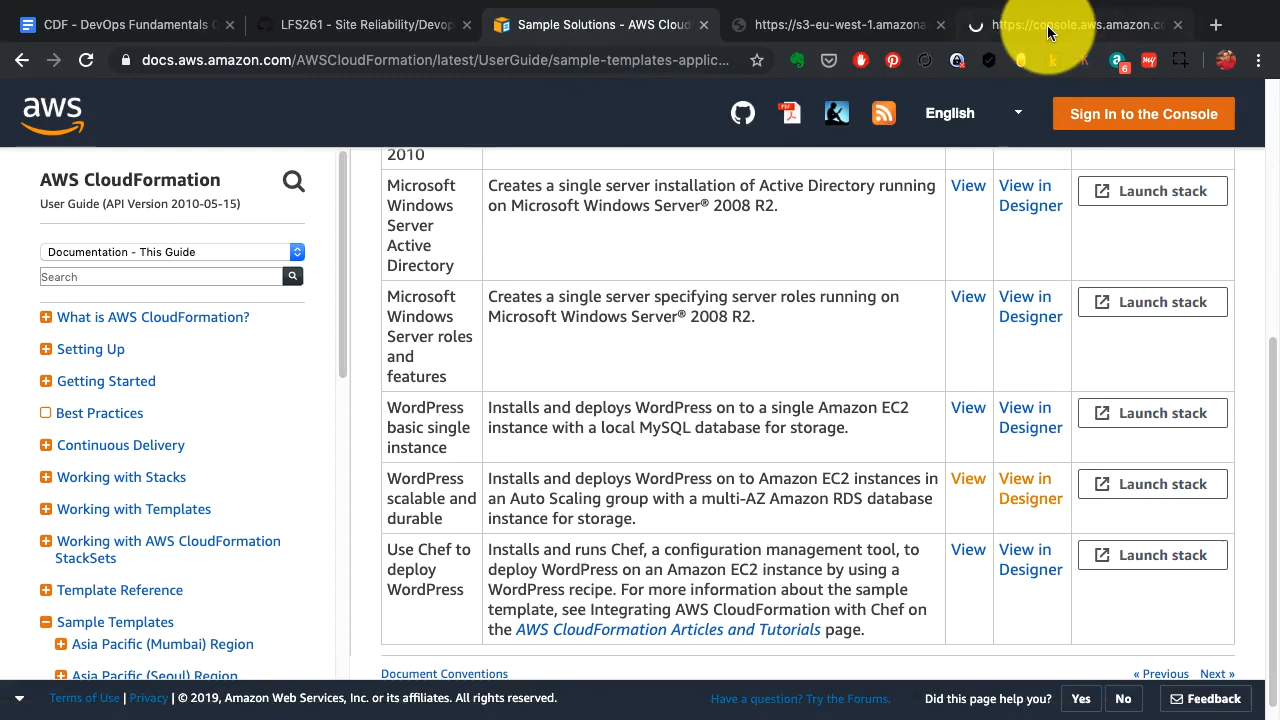 CDF - DevOps Fundamentals
LFS261 - Site Reliability/Devop
Sample Solutions - AWS Cloud
https://s3-eu-west-1.amazona
https://console.aws.amazon.co
docs.aws.amazon.com/AWSCloudFormation/latest/UserGuide/sample-templates-applic...
6
my
aws
PDF
English
Sign In to the Console
AWS CloudFormation
User Guide (API Version 2010-05-15)
Documentation - This Guide
Search
What is AWS CloudFormation?
Setting Up
Getting Started
Best Practices
Continuous Delivery
Working with Stacks
Working with Templates
Working with AWS CloudFormation
StackSets
Template Reference
Sample Templates
Asia Pacific (Mumbai) Region
Asia Pacific (Seoul) Region
2010
Microsoft
Windows
Server
Active
Directory
Creates a single server installation of Active Directory running
on Microsoft Windows Server® 2008 R2.
View
View in
Designer
Launch stack
Microsoft
Windows
Server roles
and
features
Creates a single server specifying server roles running on
Microsoft Windows Server® 2008 R2.
View
View in
Designer
Launch stack
WordPress
basic single
instance
Installs and deploys WordPress on to a single Amazon EC2
instance with a local MySQL database for storage.
View
View in
Designer
Launch stack
WordPress
scalable and
durable
Installs and deploys WordPress on to Amazon EC2 instances in
an Auto Scaling group with a multi-AZ Amazon RDS database
instance for storage.
View
View in
Designer
Launch stack
Use Chef to
deploy
WordPress
Installs and runs Chef, a configuration management tool, to
deploy WordPress on an Amazon EC2 instance by using a
WordPress recipe. For more information about the sample
template, see Integrating AWS CloudFormation with Chef on
the AWS CloudFormation Articles and Tutorials page.
View
View in
Designer
Launch stack
Document Conventions
« Previous Next »
Terms of Use | Privacy | © 2019, Amazon Web Services, Inc. or its affiliates. All rights reserved.
Have a question? Try the Forums.
Did this page help you?
Yes
No
Feedback